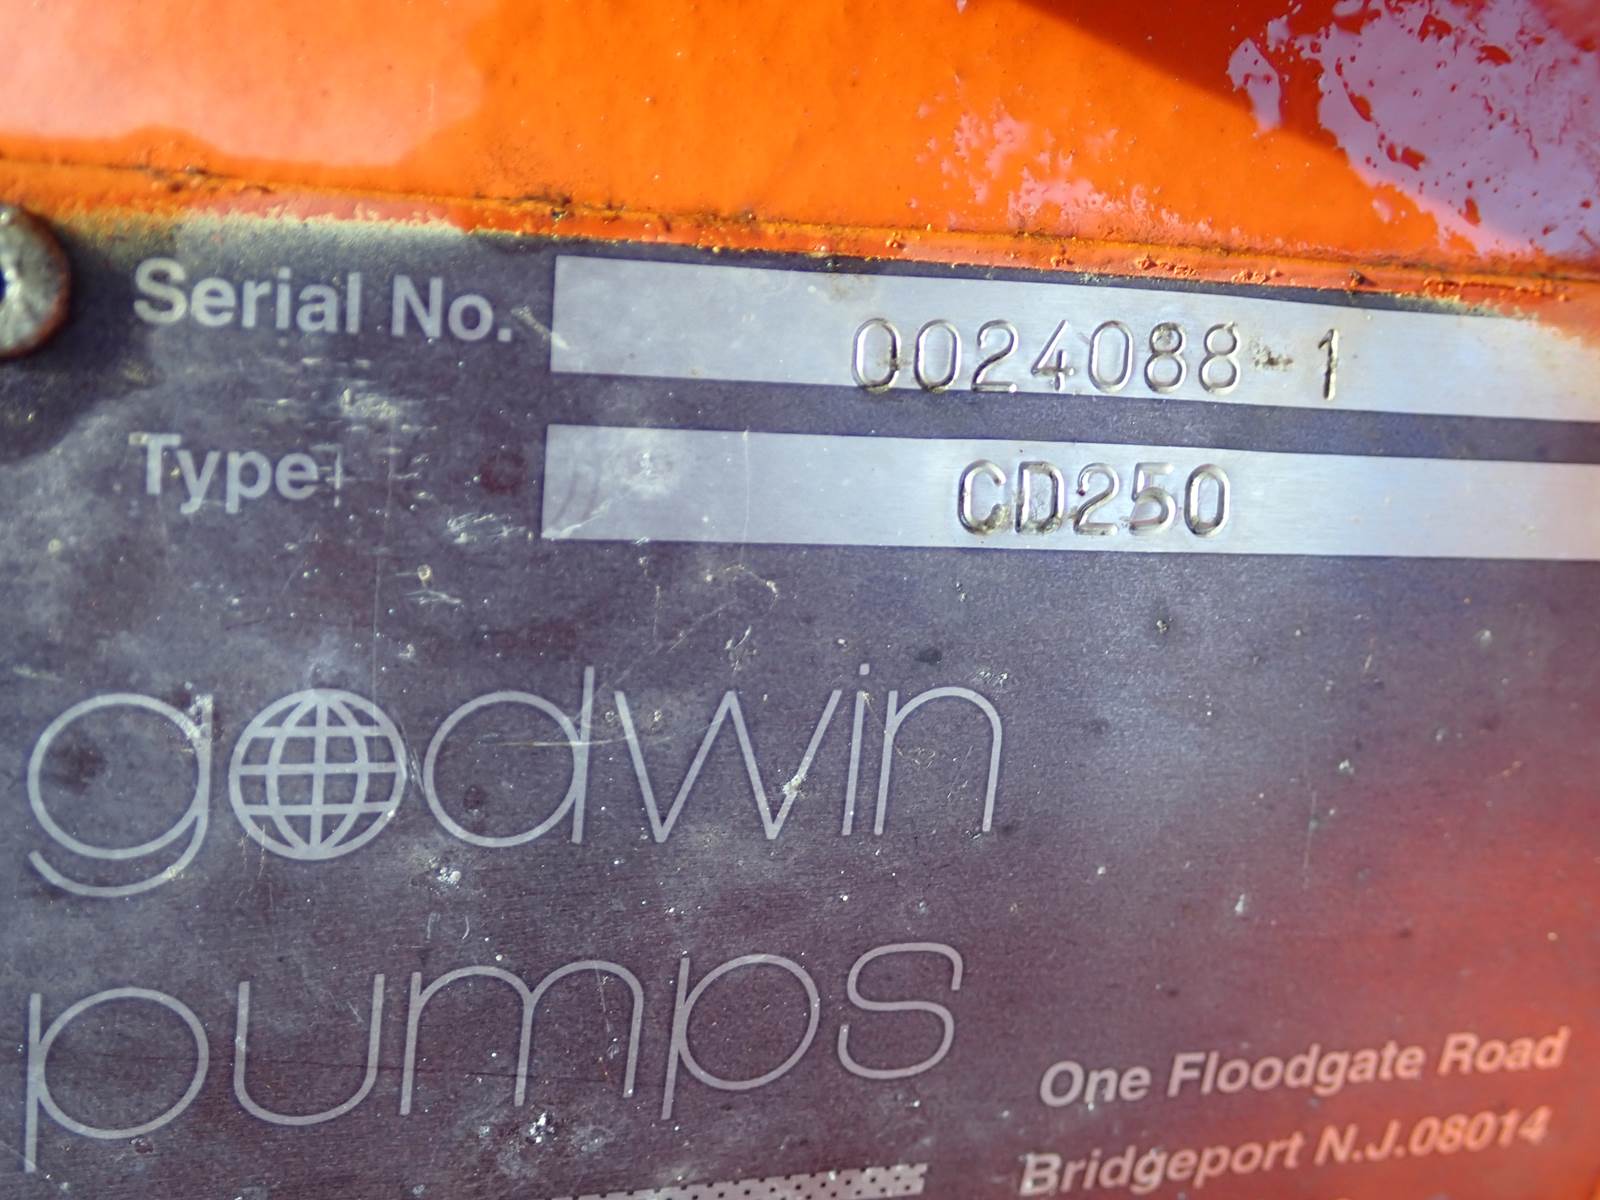 Serial No. 0024088-1
Type CD250
godwin
pumps
One Floodgate Road
Bridgeport N.J.08014